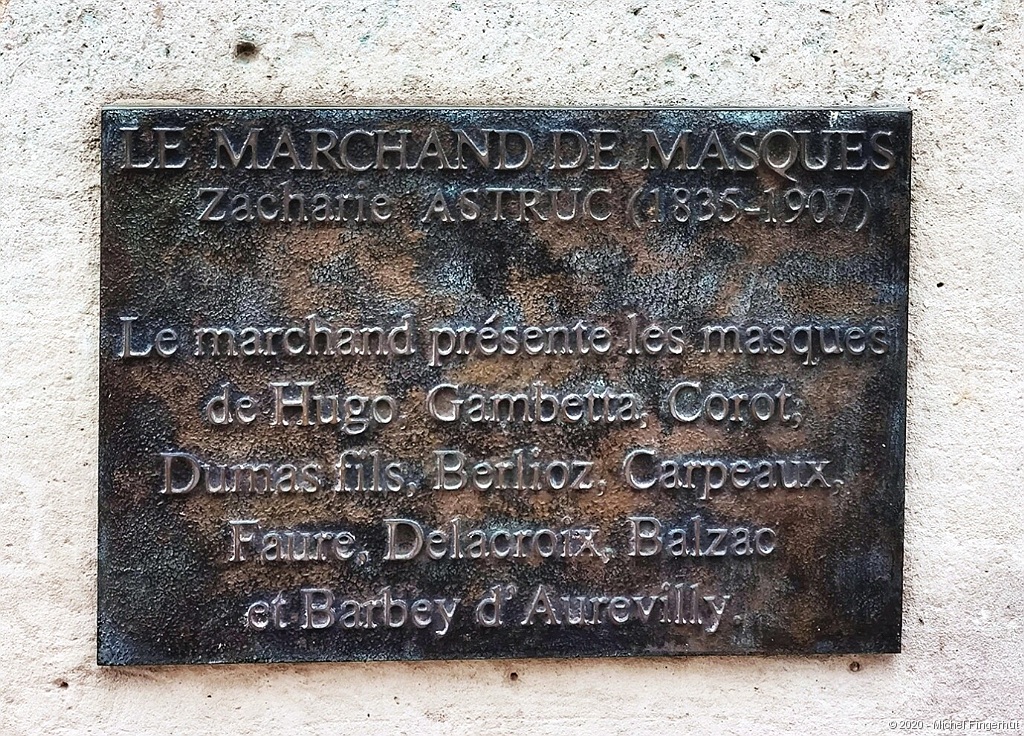 LE MARCHAND DE MASQUES
Zacharie ASTRUC (1835-1907)
Le marchand présente les masques
de Hugo, Gambetta, Corot,
Dumas fils, Berlioz, Carpeaux,
Faure, Delacroix, Balzac
et Barbey d'Aurevilly.
© 2020 - Michel Fingerhut